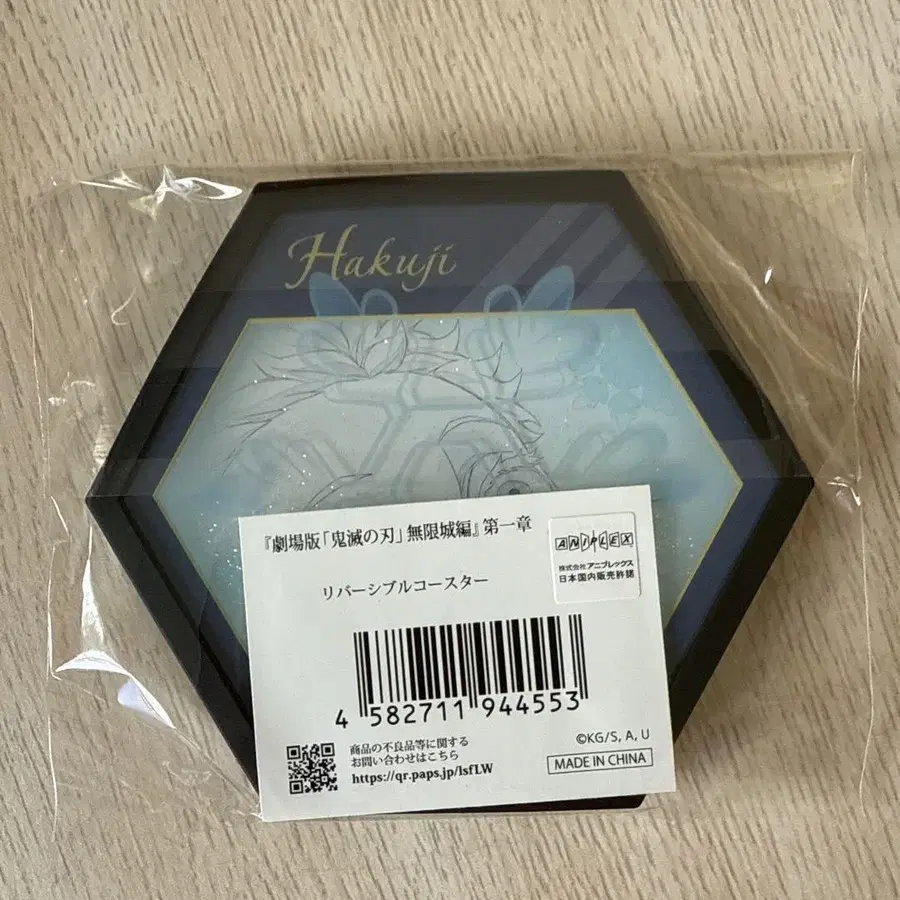 Hakuji
『劇場版「鬼滅の刃」無限城編』第一章
ANIPLEX
株式会社アニプレックス
日本国内販売許諾
リバーシブルコースター
4 582711 944553
商品の不良品等に関する
お問い合わせはこちら
https://qr.paps.jp/lsfLW
©KG/S, A, U
MADE IN CHINA